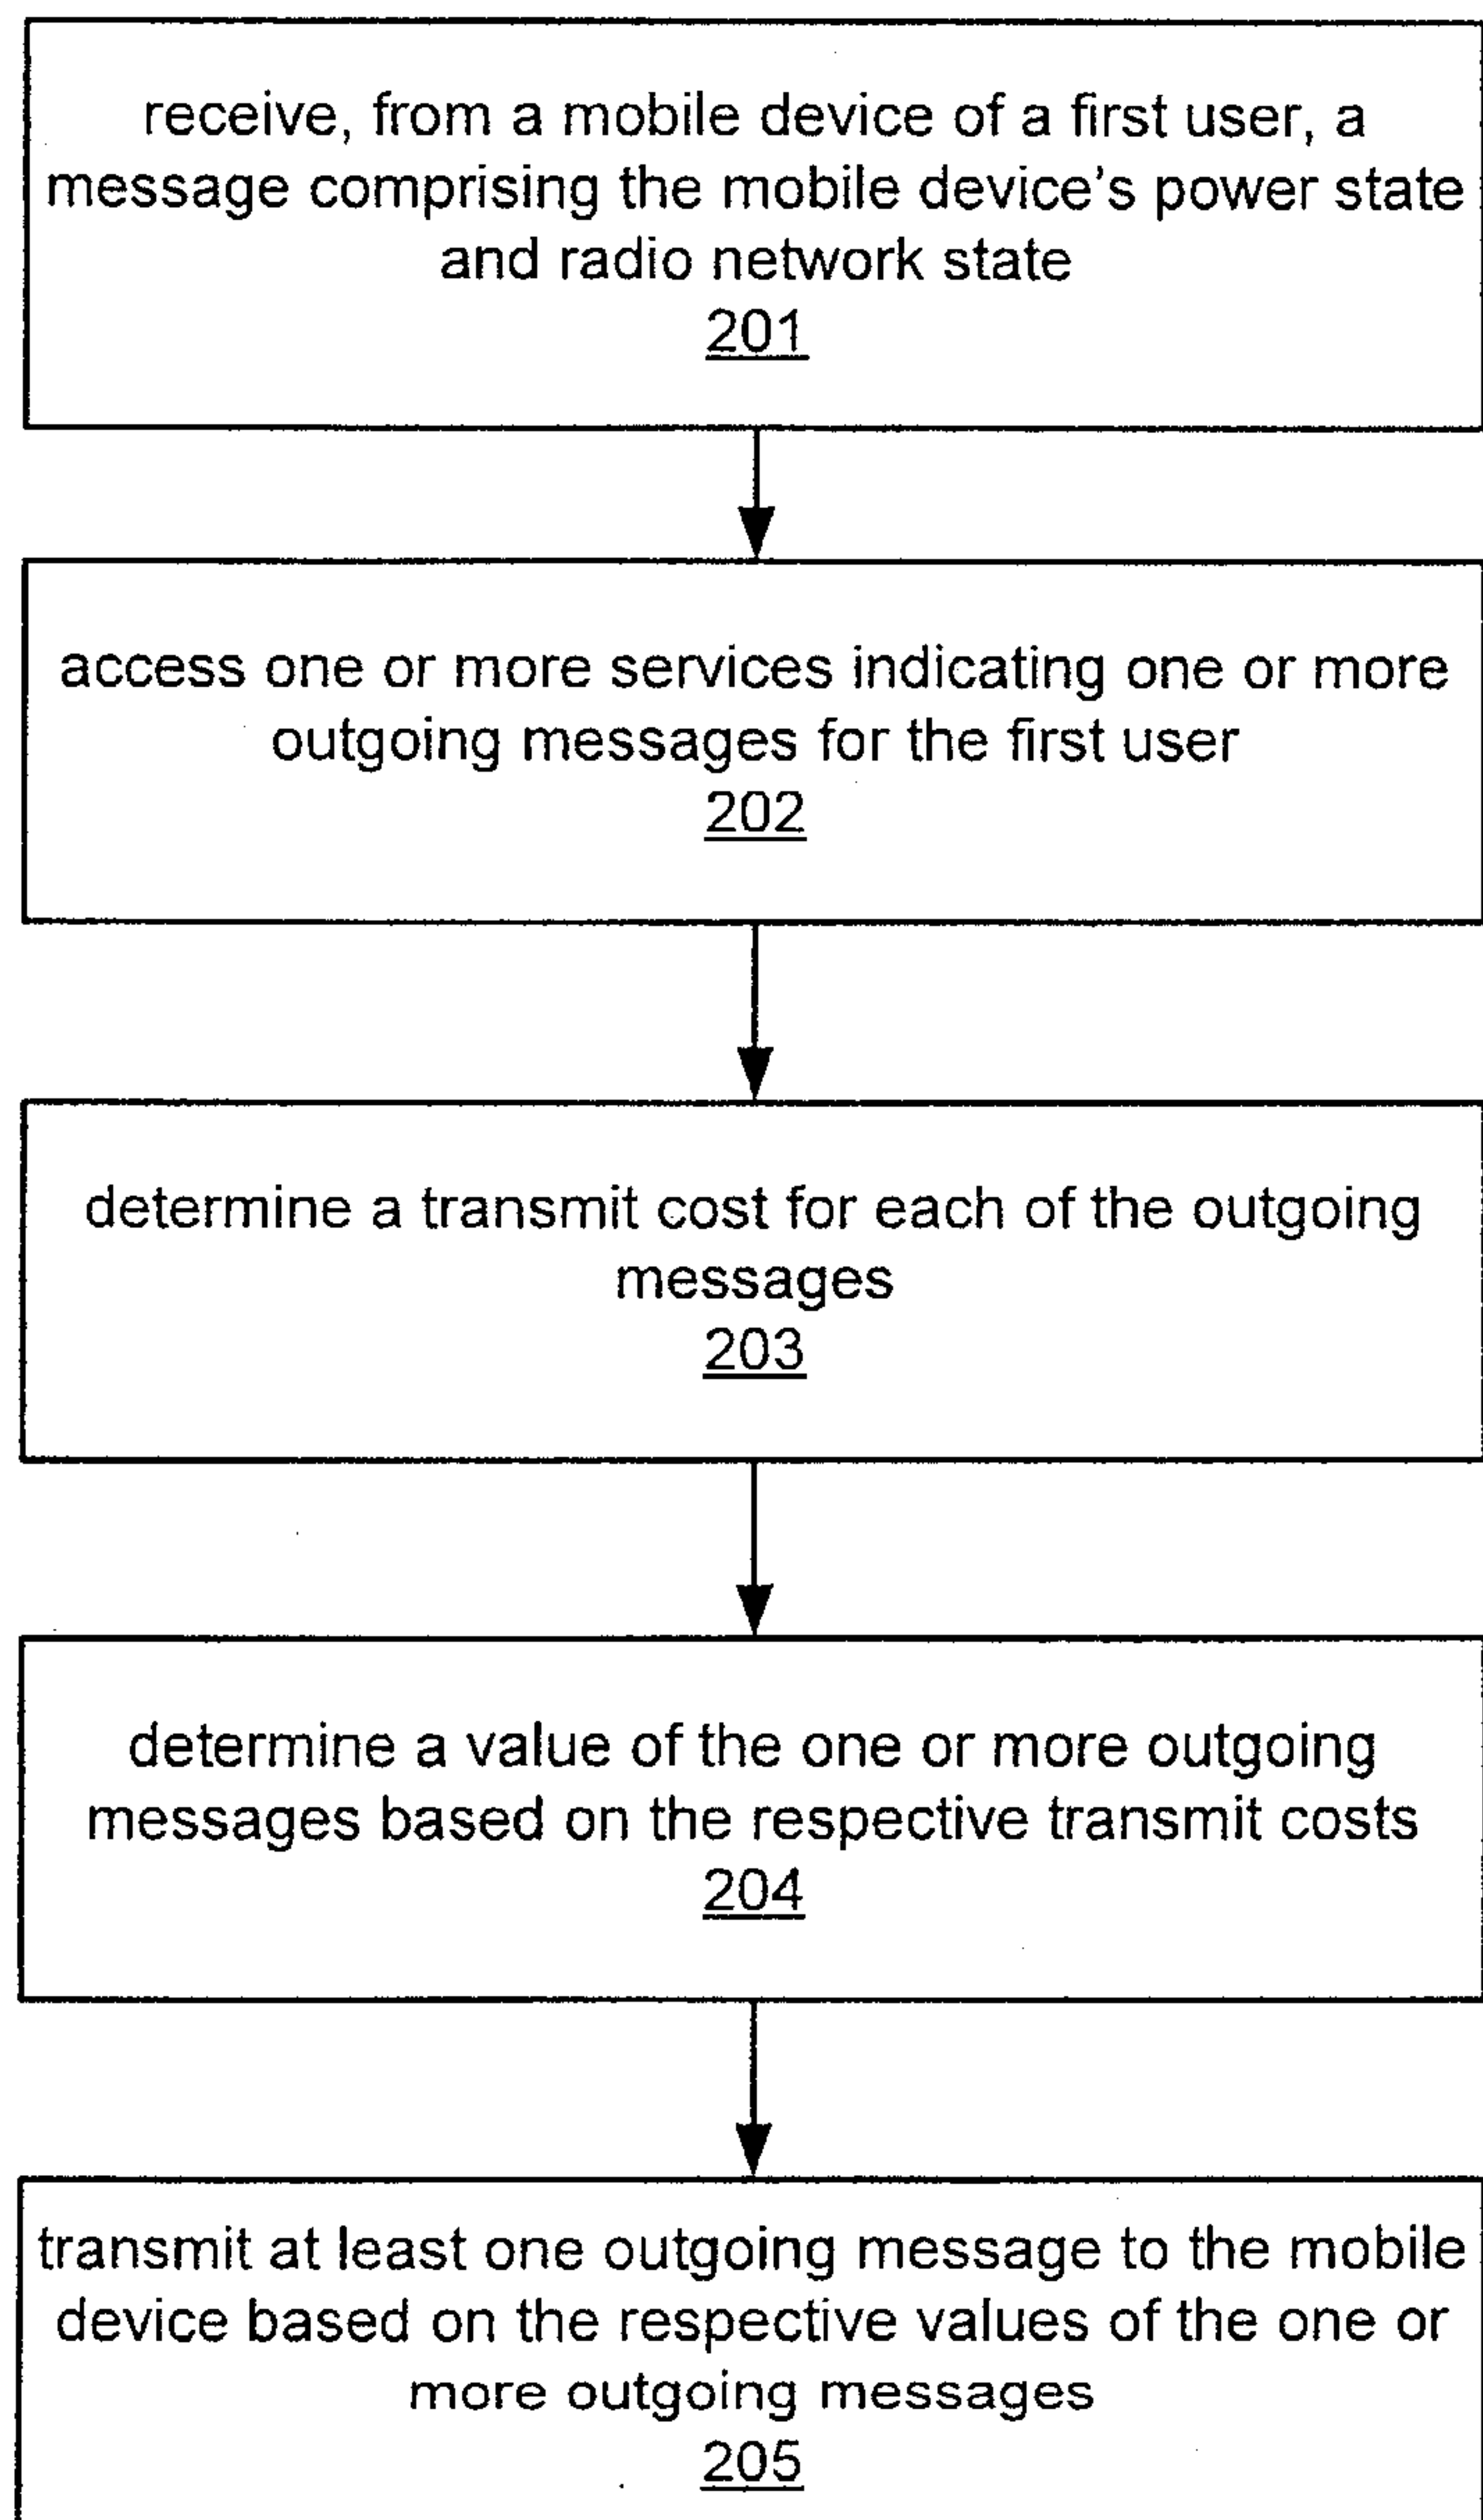 receive, from a mobile device of a first user, a
message comprising the mobile device's power state
and radio network state
201
access one or more services indicating one or more
outgoing messages for the first user
202
determine a transmit cost for each of the outgoing
messages
203
determine a value of the one or more outgoing
messages based on the respective transmit costs
204
transmit at least one outgoing message to the mobile
device based on the respective values of the one or
more outgoing messages
205